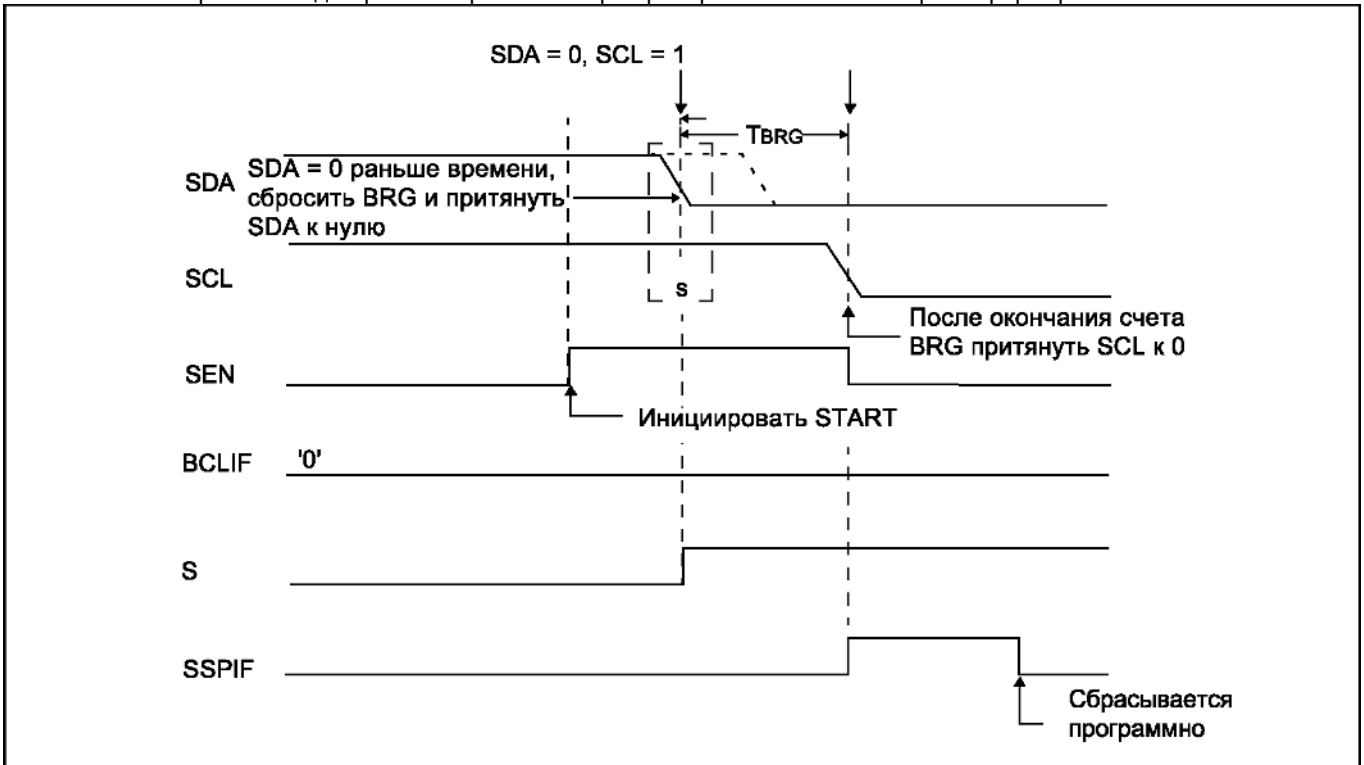 SDA = 0, SCL = 1
TBRG
SDA
SDA = 0 раньше времени,
сбросить BRG и притянуть
SDA к нулю
SCL
S
После окончания счета
BRG притянуть SCL к 0
SEN
Инициировать START
BCLIF
'0'
S
SSPIF
Сбрасывается
программно